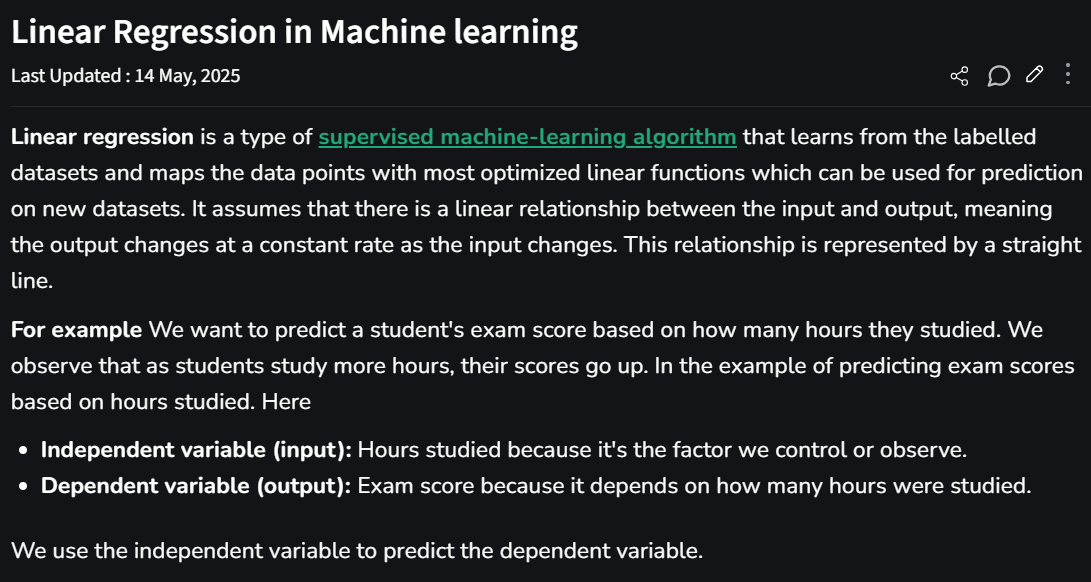 Linear Regression in Machine learning
Last Updated : 14 May, 2025
Linear regression is a type of supervised machine-learning algorithm that learns from the labelled
datasets and maps the data points with most optimized linear functions which can be used for prediction
on new datasets. It assumes that there is a linear relationship between the input and output, meaning
the output changes at a constant rate as the input changes. This relationship is represented by a straight
line.
For example We want to predict a student's exam score based on how many hours they studied. We
observe that as students study more hours, their scores go up. In the example of predicting exam scores
based on hours studied. Here
• Independent variable (input): Hours studied because it's the factor we control or observe.
• Dependent variable (output): Exam score because it depends on how many hours were studied.
We use the independent variable to predict the dependent variable.